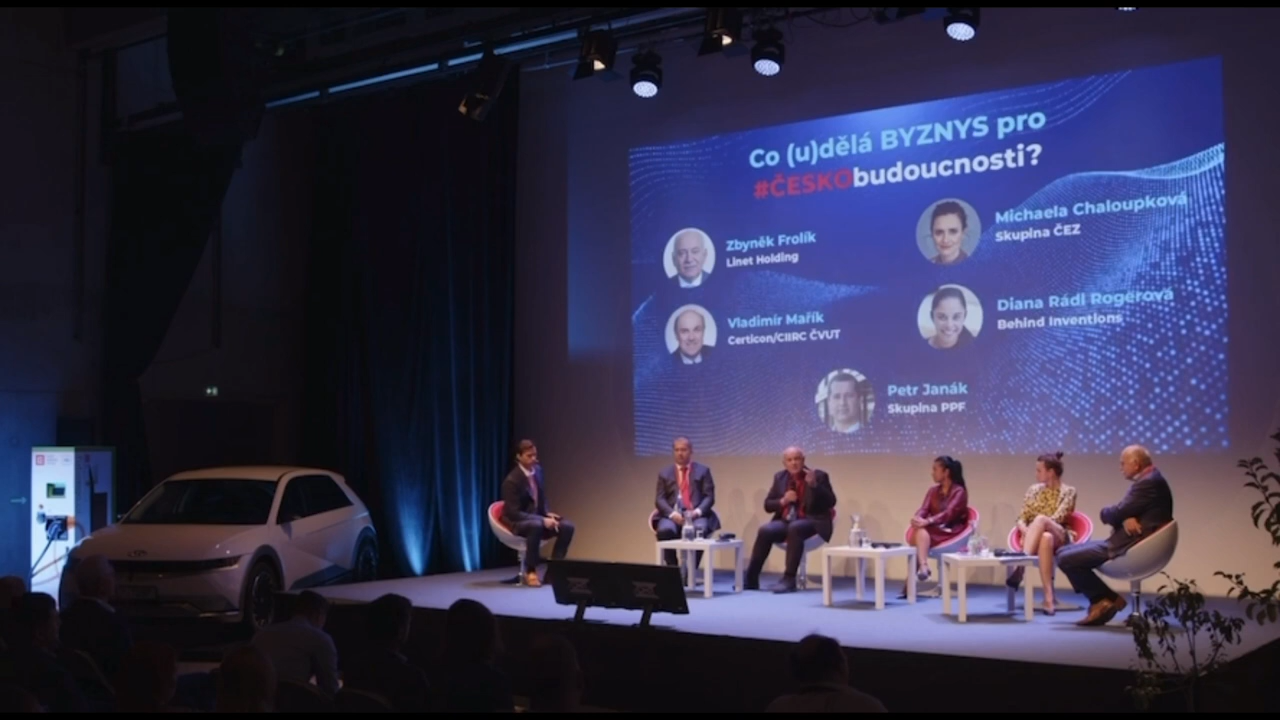 Co (u)dělá BYZNYS pro
#ČESKObudoucnosti?
Zbyněk Frolík
Linet Holding
Michaela Chaloupková
Skupina ČEZ
Vladimír Mařík
Certicon/CIIRC ČVUT
Diana Rádl Rogerová
Behind Inventions
Petr Janák
Skupina PPF